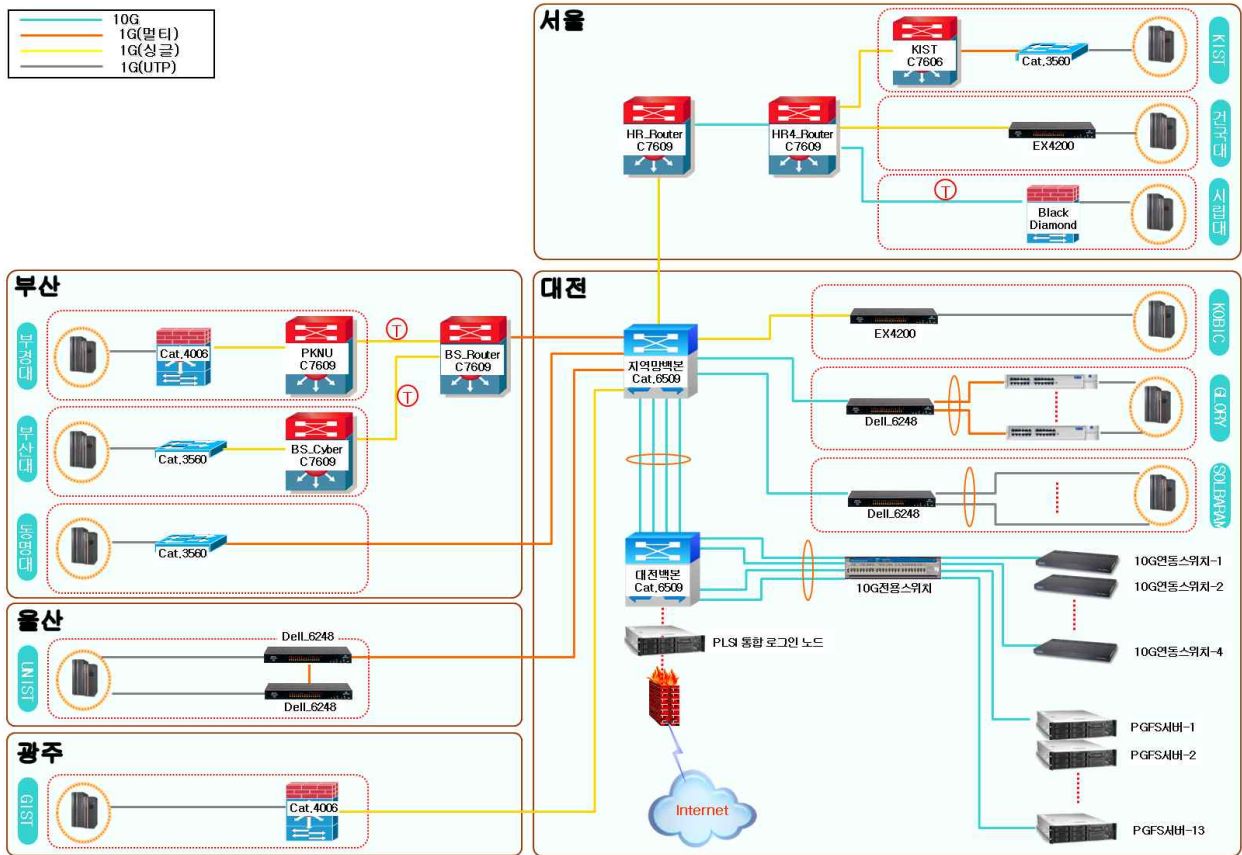 10G
1G(멀티)
1G(싱글)
1G(UTP)
서울
KIST
C7606
Cat.3560
KIST
HR_Router
C7609
HR4_Router
C7609
EX4200
건국대
T
Black
Diamond
시립대
부산
부경대
Cat.4006
PKNU
C7609
T
BS_Router
C7609
T
부산대
Cat.3560
BS_Cyber
C7609
동명대
Cat.3560
울산
UNIST
Dell_6248
Dell_6248
광주
GIST
Cat.4006
대전
지역망백본
Cat.6509
EX4200
KOBIC
Dell_6248
GLORY
Dell_6248
SOLBARAM
대전백본
Cat.6509
10G전용스위치
10G연동스위치-1
10G연동스위치-2
10G연동스위치-4
PLSI 통합 로그인 노드
Internet
PGFS서버-1
PGFS서버-2
PGFS서버-13